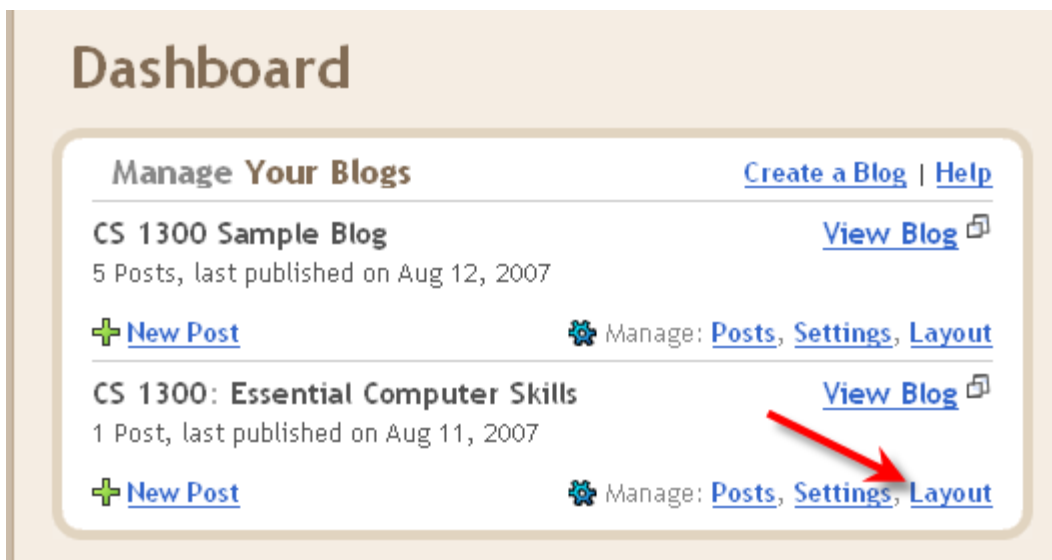 Dashboard
Manage Your Blogs Create a Blog | Help
CS 1300 Sample Blog View Blog
5 Posts, last published on Aug 12, 2007
New Post Manage: Posts, Settings, Layout
CS 1300: Essential Computer Skills View Blog
1 Post, last published on Aug 11, 2007
New Post Manage: Posts, Settings, Layout